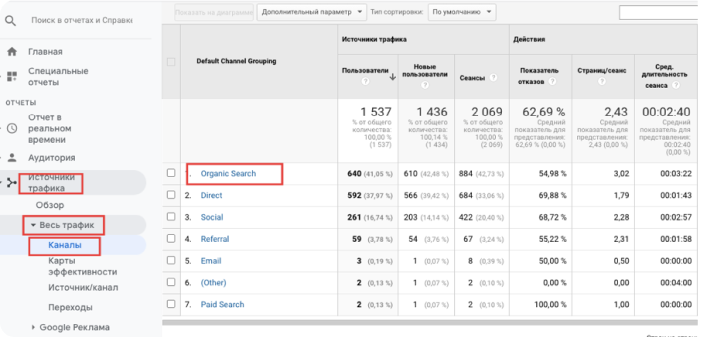 Поиск в отчетах и Справке
Показать на диаграмме Дополнительный параметр Тип сортировки: По умолчанию
Главная
Специальные
отчеты
ОТЧЕТЫ
Отчет в
реальном
времени
Аудитория
Источники
трафика
Обзор
Весь трафик
Каналы
Карты
эффективности
Источник/канал
Переходы
Google Реклама
Источники трафика Действия
Default Channel Grouping
Пользователи ? Новые пользователи ? Сеансы ? Показатель отказов ? Страниц/сеанс ? Сред. длительность сеанса ?
1 537 1 436 2 069 62,69 % 2,43 00:02:40
% от общего количества: 100,00 % (1 537) % от общего количества: 100,14 % (1 434) % от общего количества: 100,00 % (2 069) Средний показатель для представления: 62,69 % (0,00 %) Средний показатель для представления: 2,43 (0,00 %) Средний показатель для представления: 00:02:40 (0,00 %)
1. Organic Search 640 (41,05 %) 610 (42,48 %) 884 (42,73 %) 54,98 % 3,02 00:03:22
2. Direct 592 (37,97 %) 566 (39,42 %) 684 (33,06 %) 69,88 % 1,79 00:01:43
3. Social 261 (16,74 %) 203 (14,14 %) 422 (20,40 %) 68,72 % 2,28 00:02:57
4. Referral 59 (3,78 %) 54 (3,76 %) 67 (3,24 %) 55,22 % 2,31 00:01:58
5. Email 3 (0,19 %) 1 (0,07 %) 8 (0,39 %) 50,00 % 0,50 00:00:00
6. (Other) 2 (0,13 %) 1 (0,07 %) 2 (0,10 %) 0,00 % 0,00 00:04:00
7. Paid Search 2 (0,13 %) 1 (0,07 %) 2 (0,10 %) 100,00 % 1,00 00:00:00